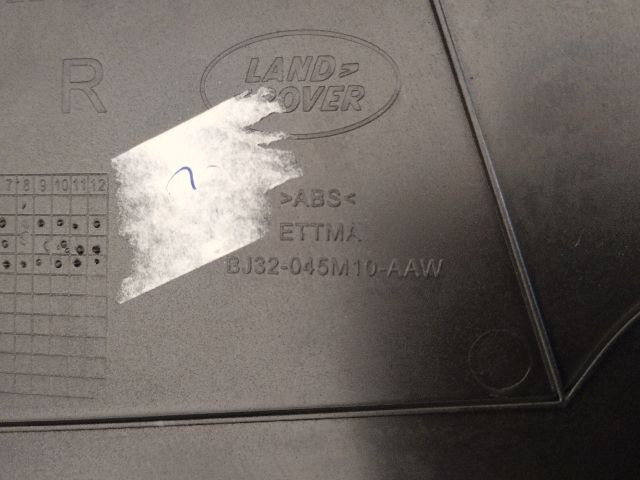 R
LAND>
ROVER
7 8 9 10 11 12
>ABS<
ETTMA
BJ32-045M10-AAW